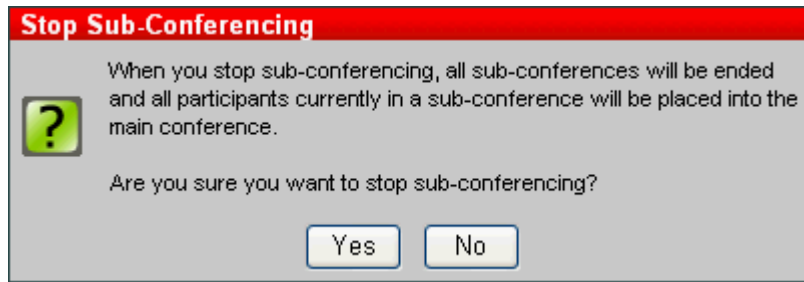 Stop Sub-Conferencing
When you stop sub-conferencing, all sub-conferences will be ended
and all participants currently in a sub-conference will be placed into the
main conference.
Are you sure you want to stop sub-conferencing?
Yes No